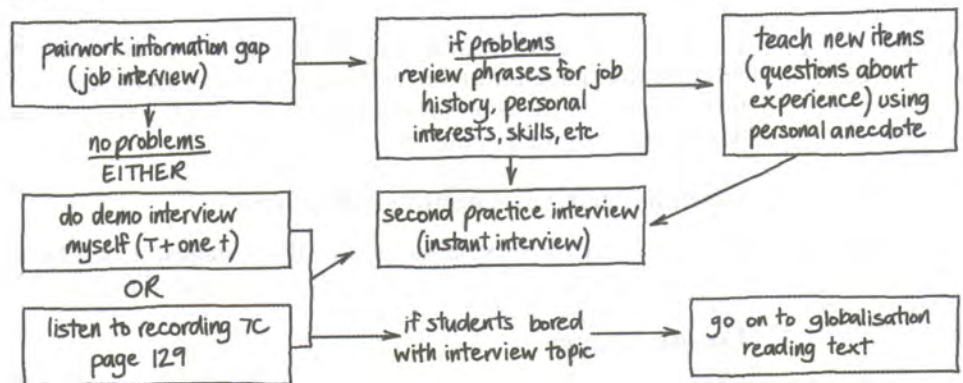 pairwork information gap
(job interview)
if problems
review phrases for job
history, personal
interests, skills, etc
teach new items
(questions about
experience) using
personal anecdote
no problems
EITHER
do demo interview
myself (T + one t)
OR
listen to recording 7C
page 129
second practice interview
(instant interview)
if students bored
with interview topic
go on to globalisation
reading text